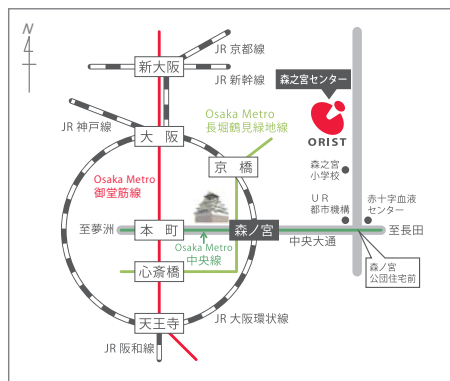 N
JR 京都線
新大阪
JR 新幹線
森之宮センター
JR 神戸線
Osaka Metro
長堀鶴見緑地線
ORIST
大 阪
京 橋
森之宮
小学校
Osaka Metro
御堂筋線
UR
都市機構
赤十字血液
センター
至夢洲
本 町
森ノ宮
中央大通
至長田
Osaka Metro
中央線
心斎橋
森ノ宮
公団住宅前
天王寺
JR 大阪環状線
JR 阪和線